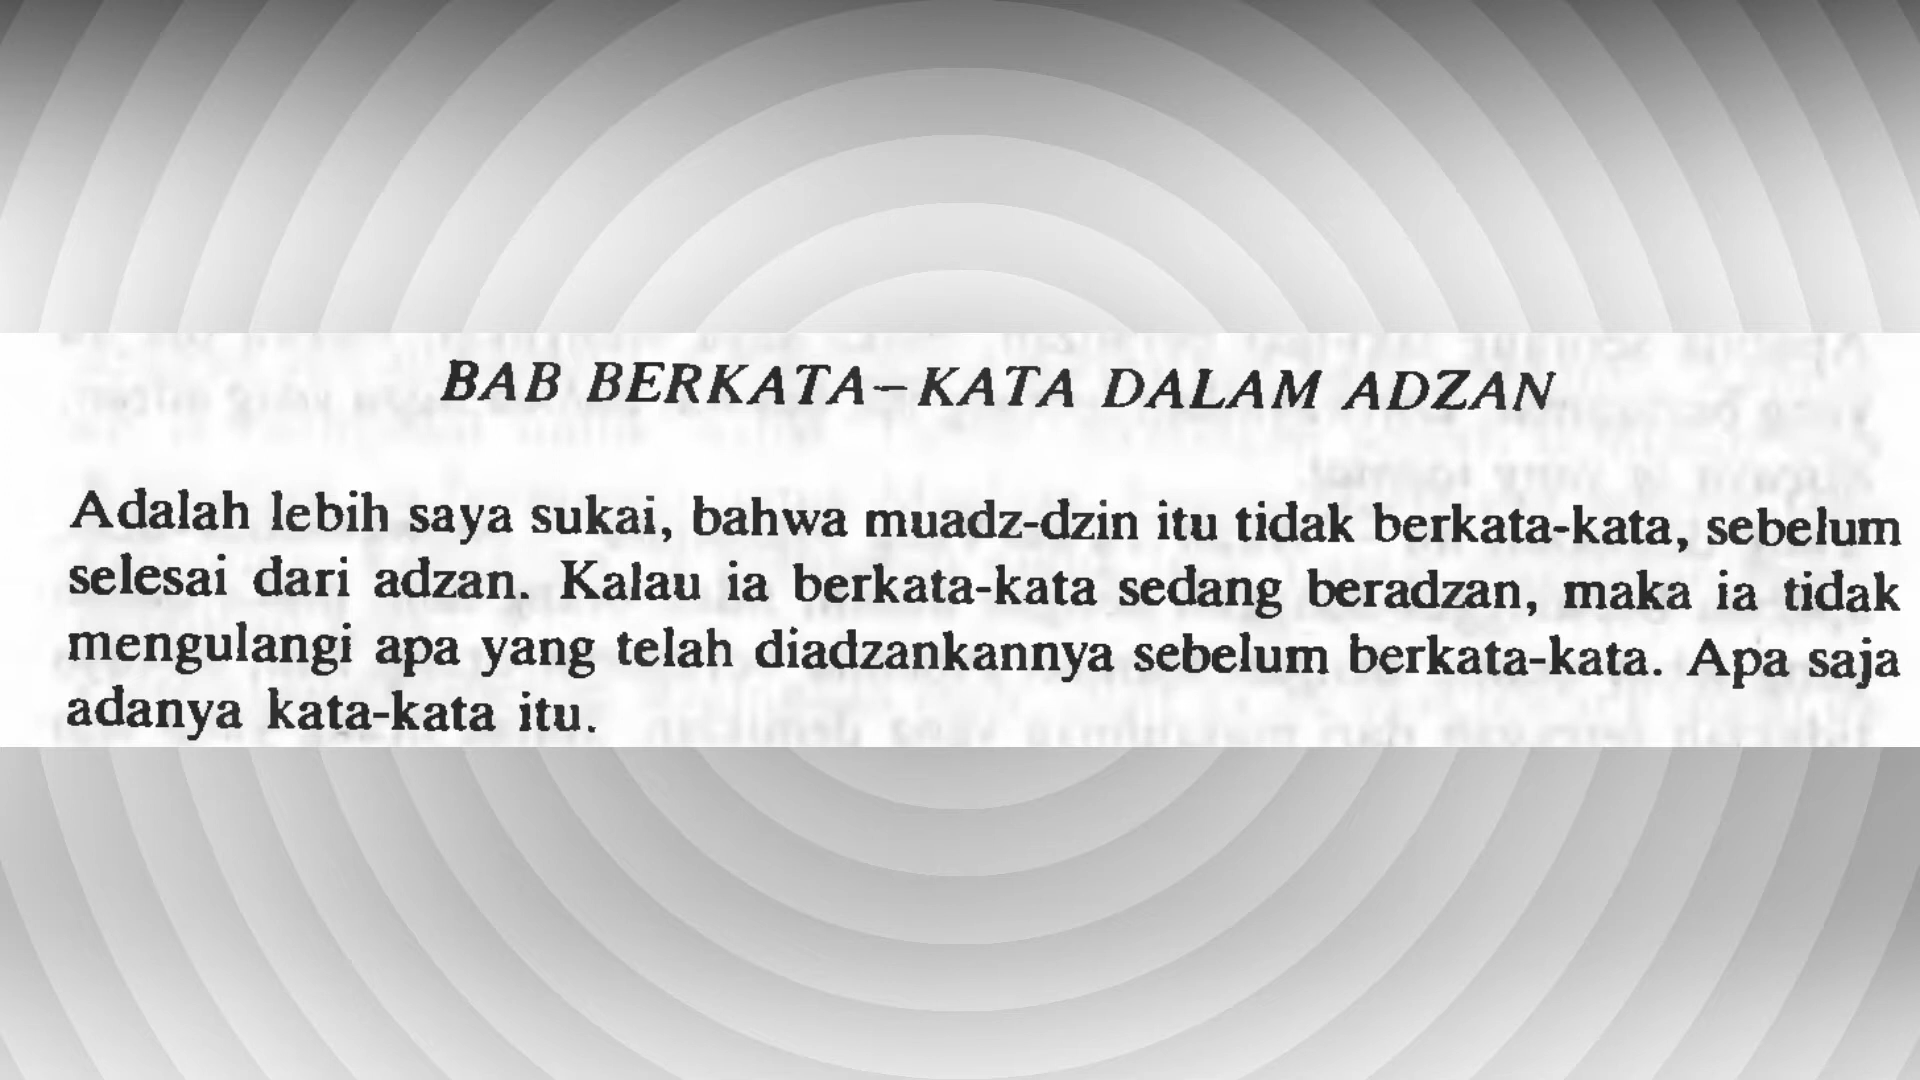 BAB BERKATA-KATA DALAM ADZAN
Adalah lebih saya sukai, bahwa muadz-dzin itu tidak berkata-kata, sebelum
selesai dari adzan. Kalau ia berkata-kata sedang beradzan, maka ia tidak
mengulangi apa yang telah diadzankannya sebelum berkata-kata. Apa saja
adanya kata-kata itu.